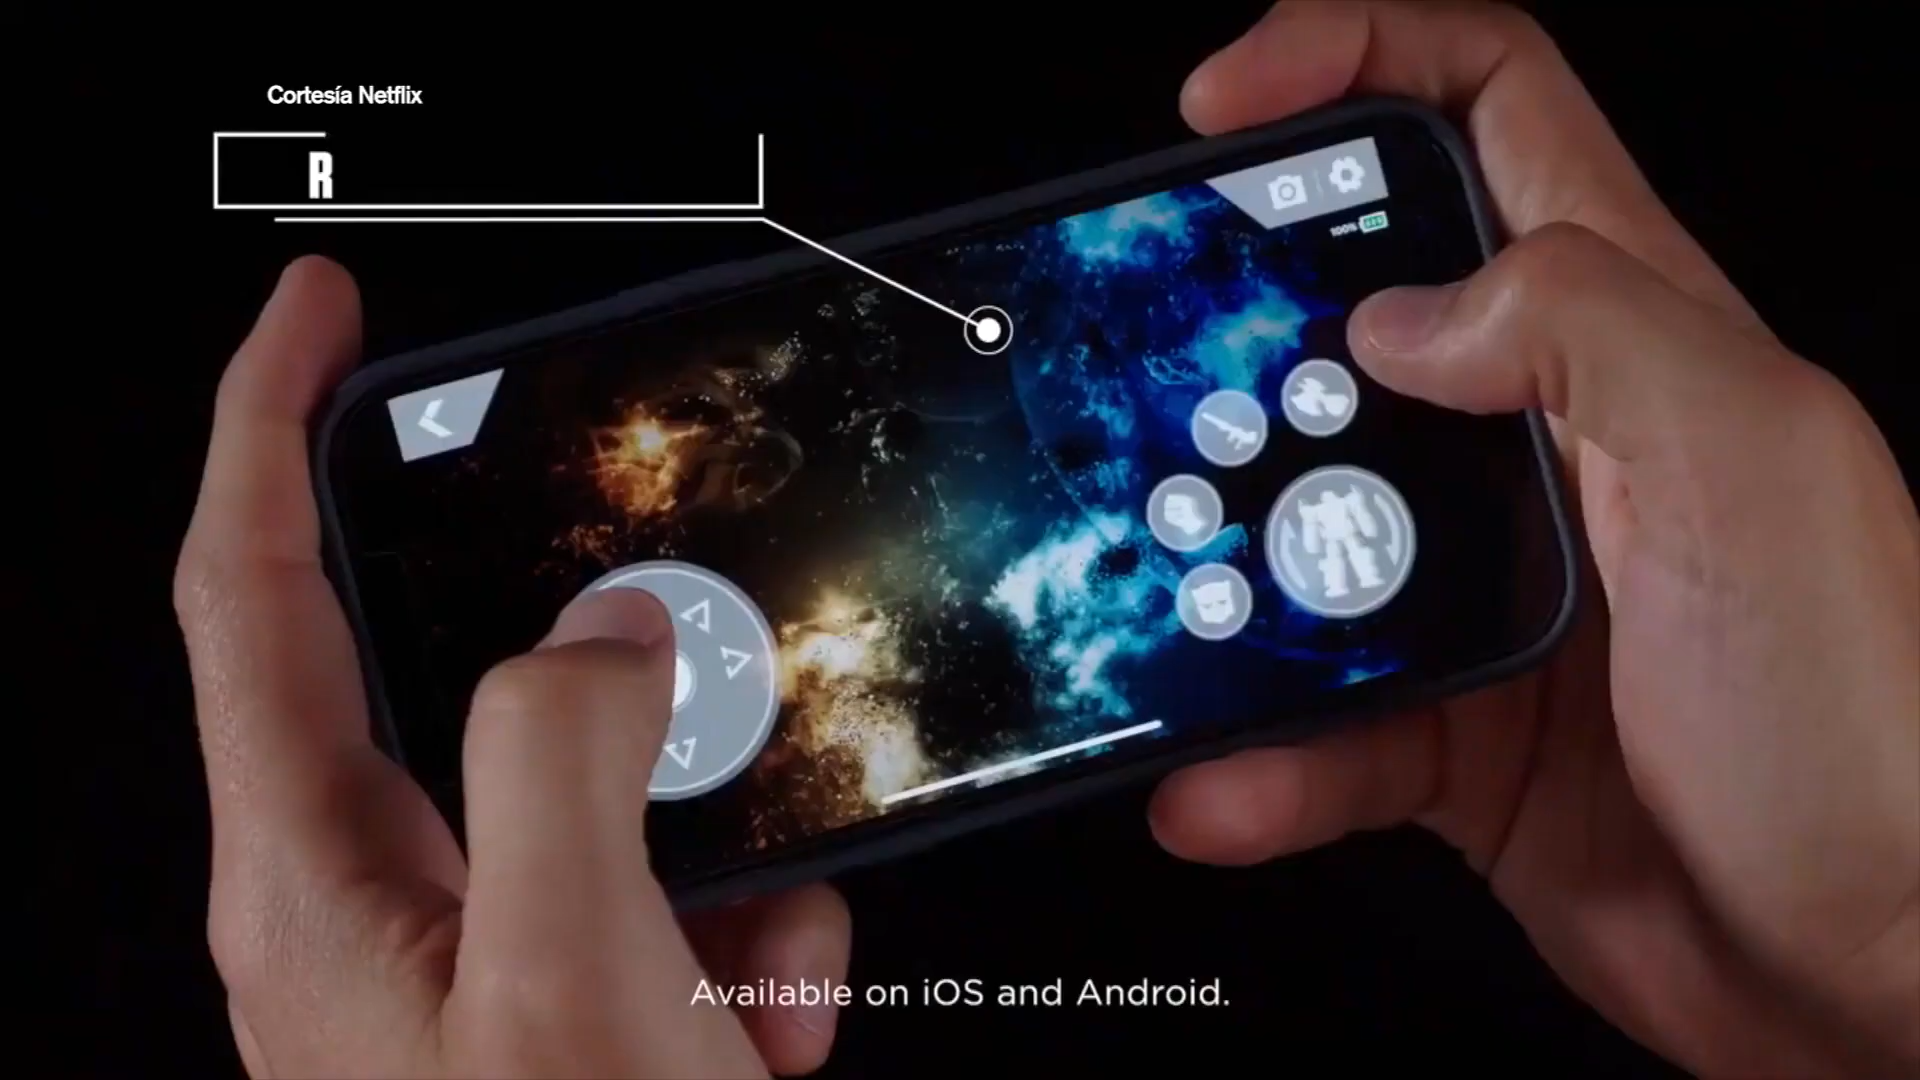 Cortesía Netflix
R
100%
Available on iOS and Android.